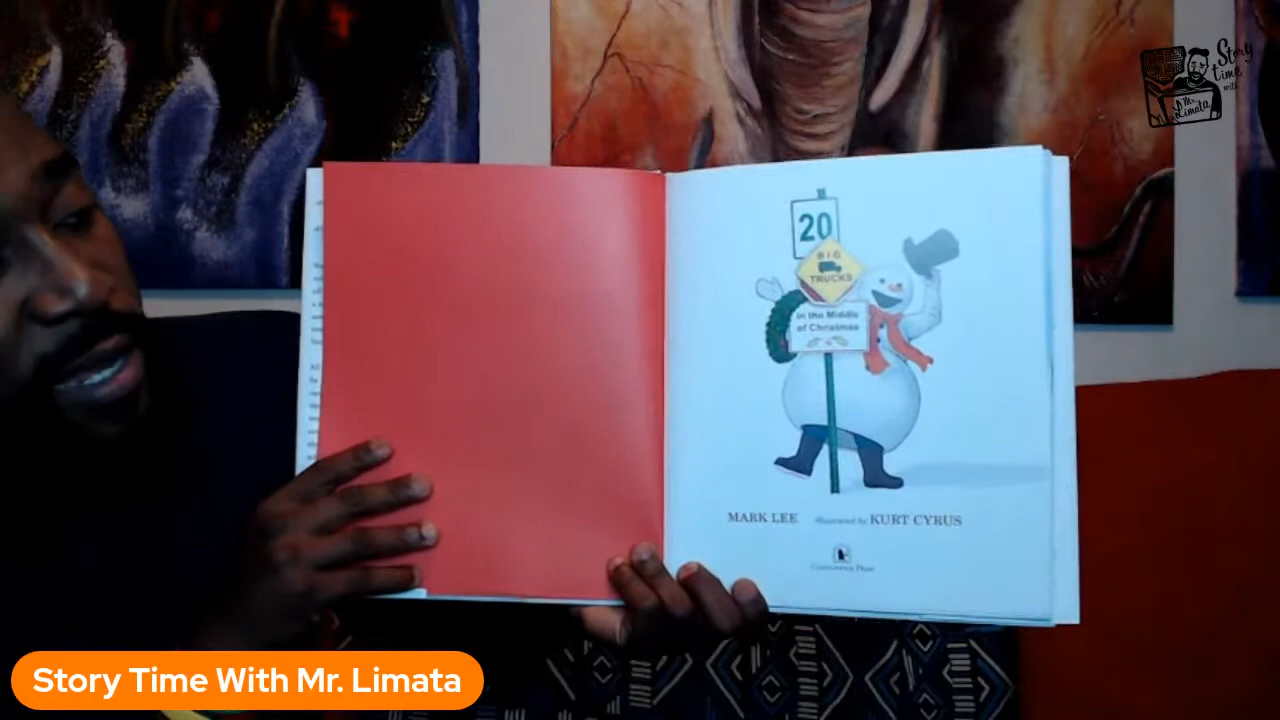 Story
time
with
Mr.
Limata
20
BIG
TRUCKS
in the Middle
of Christmas
MARK LEE illustrated by KURT CYRUS
Candlewick Press
Story Time With Mr. Limata